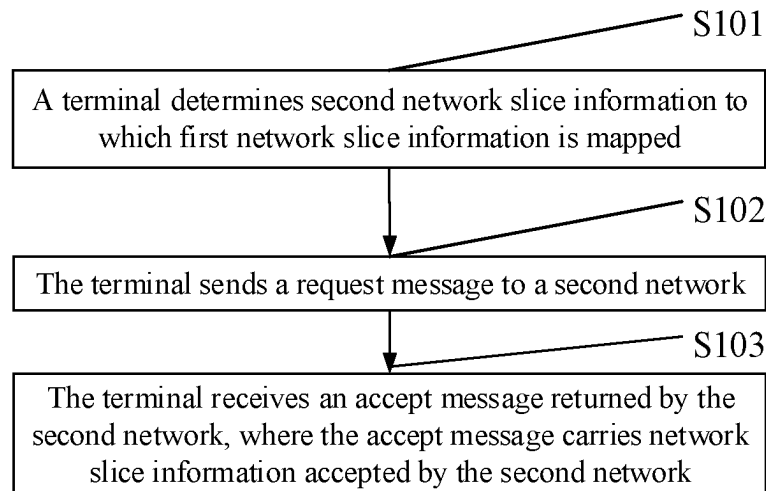 S101
A terminal determines second network slice information to
which first network slice information is mapped
S102
The terminal sends a request message to a second network
S103
The terminal receives an accept message returned by the
second network, where the accept message carries network
slice information accepted by the second network